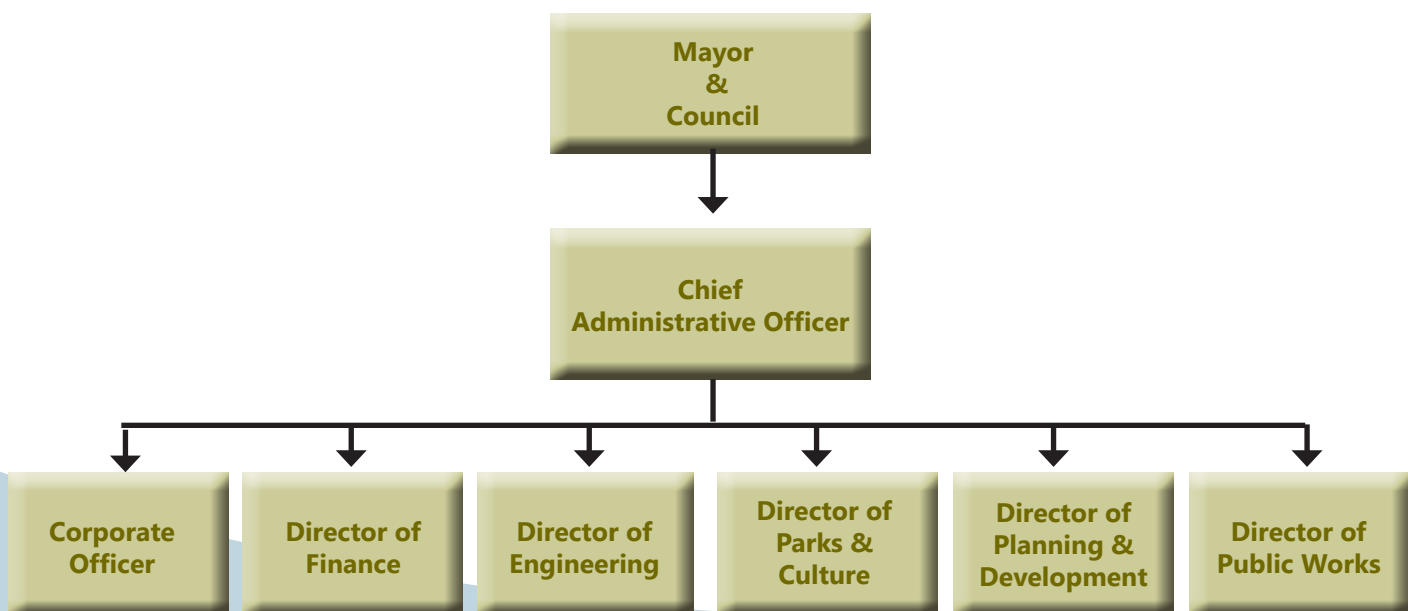 Mayor
&
Council
Chief
Administrative Officer
Corporate
Officer
Director of
Finance
Director of
Engineering
Director of
Parks &
Culture
Director of
Planning &
Development
Director of
Public Works